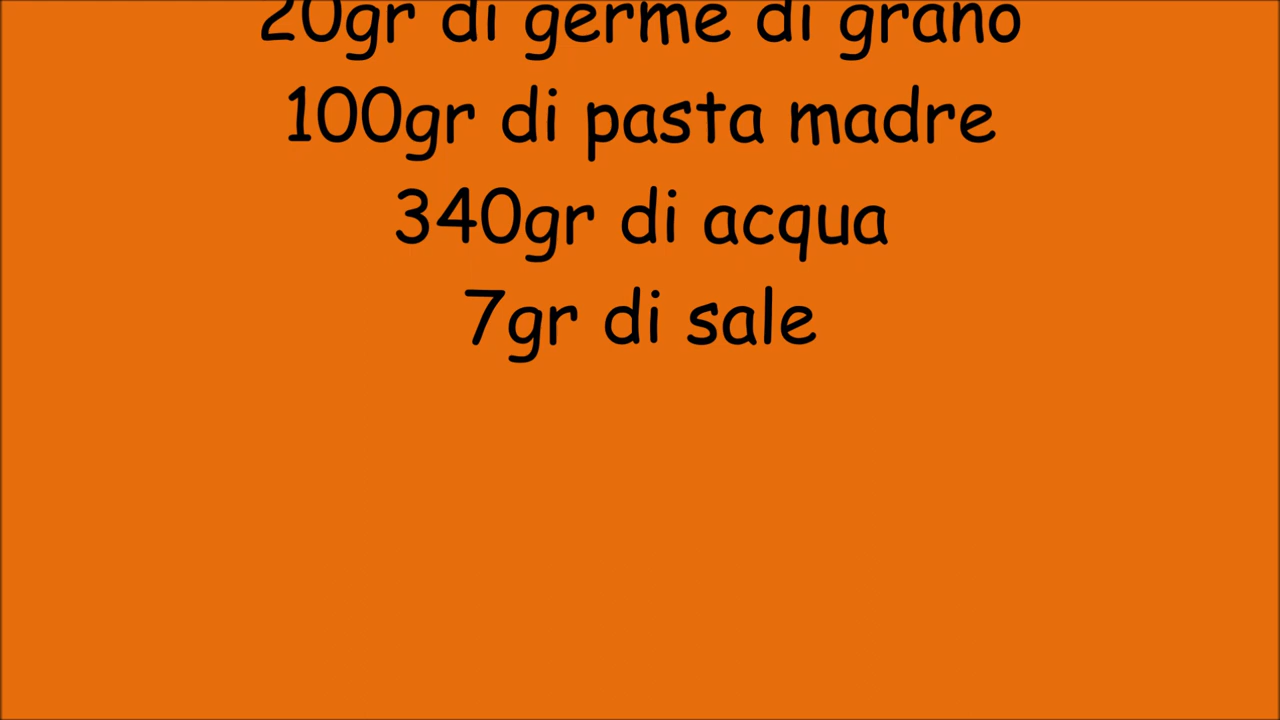 20gr di germe di grano
100gr di pasta madre
340gr di acqua
7gr di sale